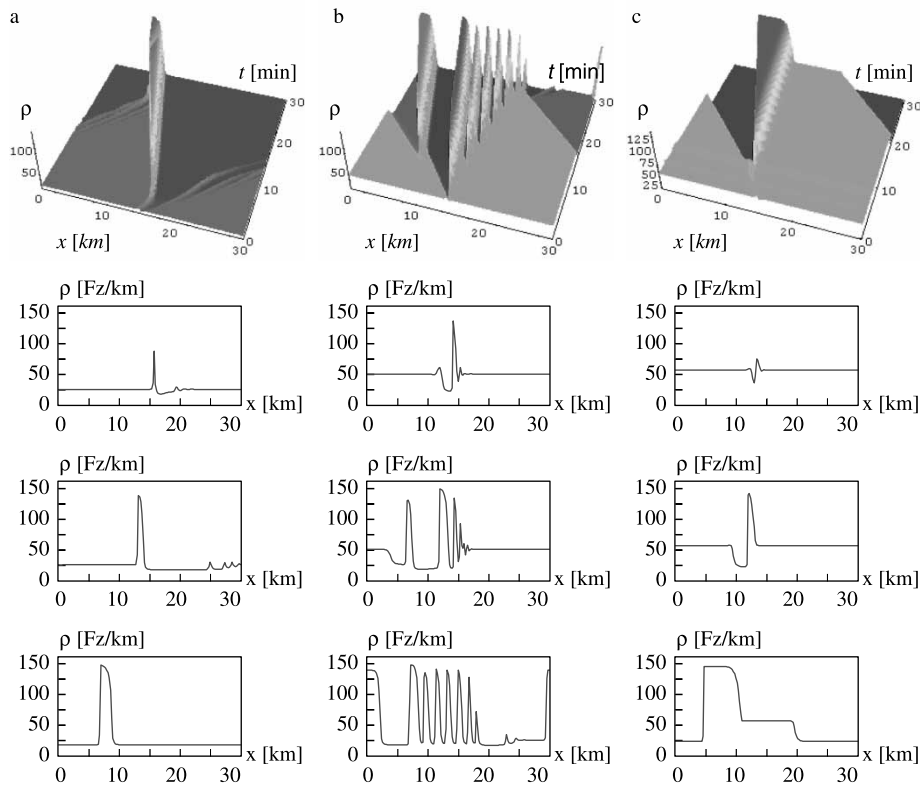 a b c
t [min] t [min] t [min]
ρ ρ ρ
30 30 30
20 20 20
10 10 10
100 100 125
50 50 100
75
50
25
0 0 0
10 10 10
20 20 20
30 0 30 0 30 0
x [km] x [km] x [km]
ρ [Fz/km] ρ [Fz/km] ρ [Fz/km]
150 150 150
100 100 100
50 50 50
0 0 0
x [km] x [km] x [km]
0 10 20 30 0 10 20 30 0 10 20 30
ρ [Fz/km] ρ [Fz/km] ρ [Fz/km]
150 150 150
100 100 100
50 50 50
0 0 0
x [km] x [km] x [km]
0 10 20 30 0 10 20 30 0 10 20 30
ρ [Fz/km] ρ [Fz/km] ρ [Fz/km]
150 150 150
100 100 100
50 50 50
0 0 0
x [km] x [km] x [km]
0 10 20 30 0 10 20 30 0 10 20 30